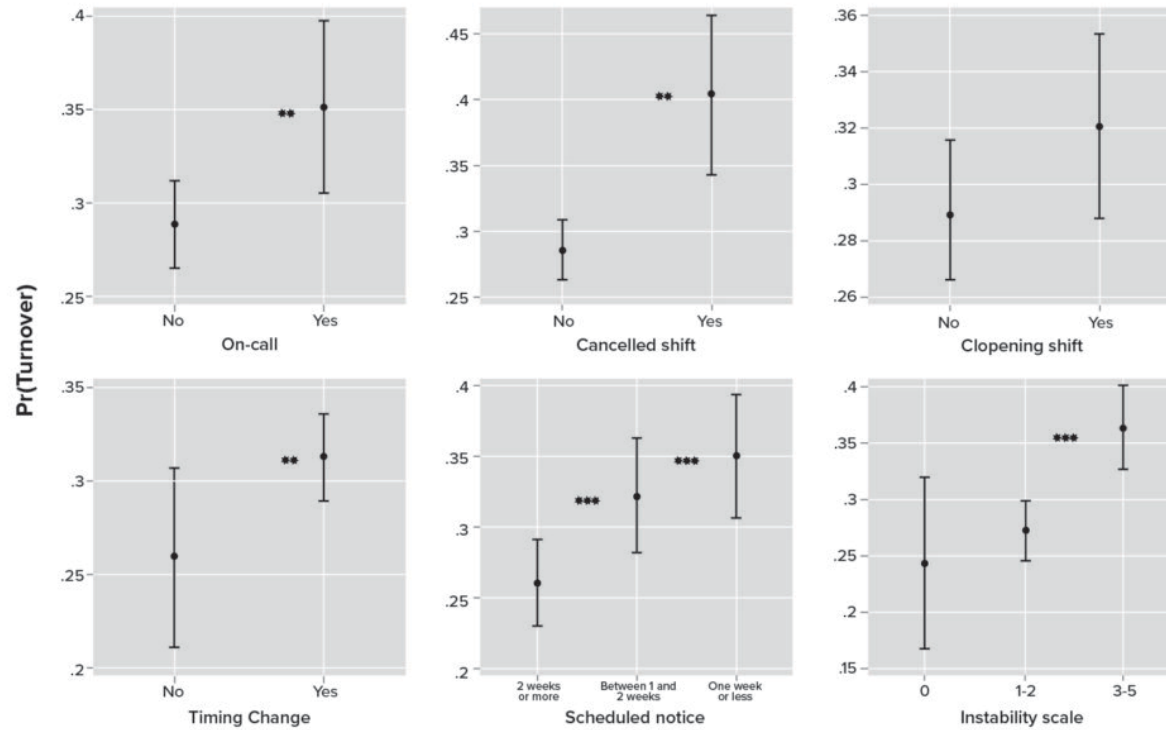 Pr(Turnover)
.4
.35
.3
.25
**
No
Yes
On-call
.45
.4
.35
.3
.25
**
No
Yes
Cancelled shift
.36
.34
.32
.3
.28
.26
No
Yes
Clopening shift
.35
.3
.25
.2
**
No
Yes
Timing Change
.4
.35
.3
.25
.2
***
***
2 weeks
or more
Between 1 and
2 weeks
One week
or less
Scheduled notice
.4
.35
.3
.25
.2
.15
***
0
1-2
3-5
Instability scale